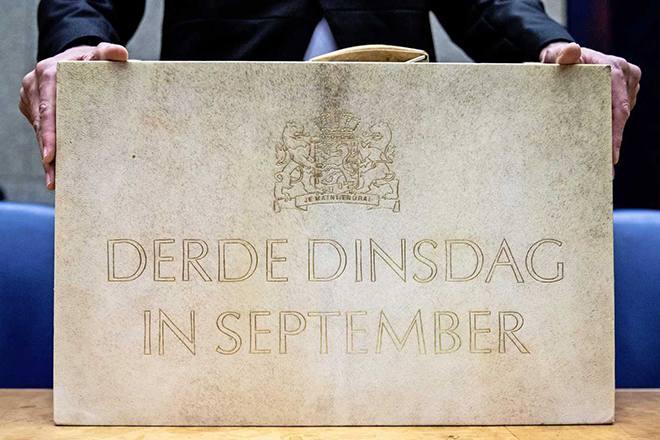 JE MAINTIENDRAI
DERDE DINSDAG
IN SEPTEMBER